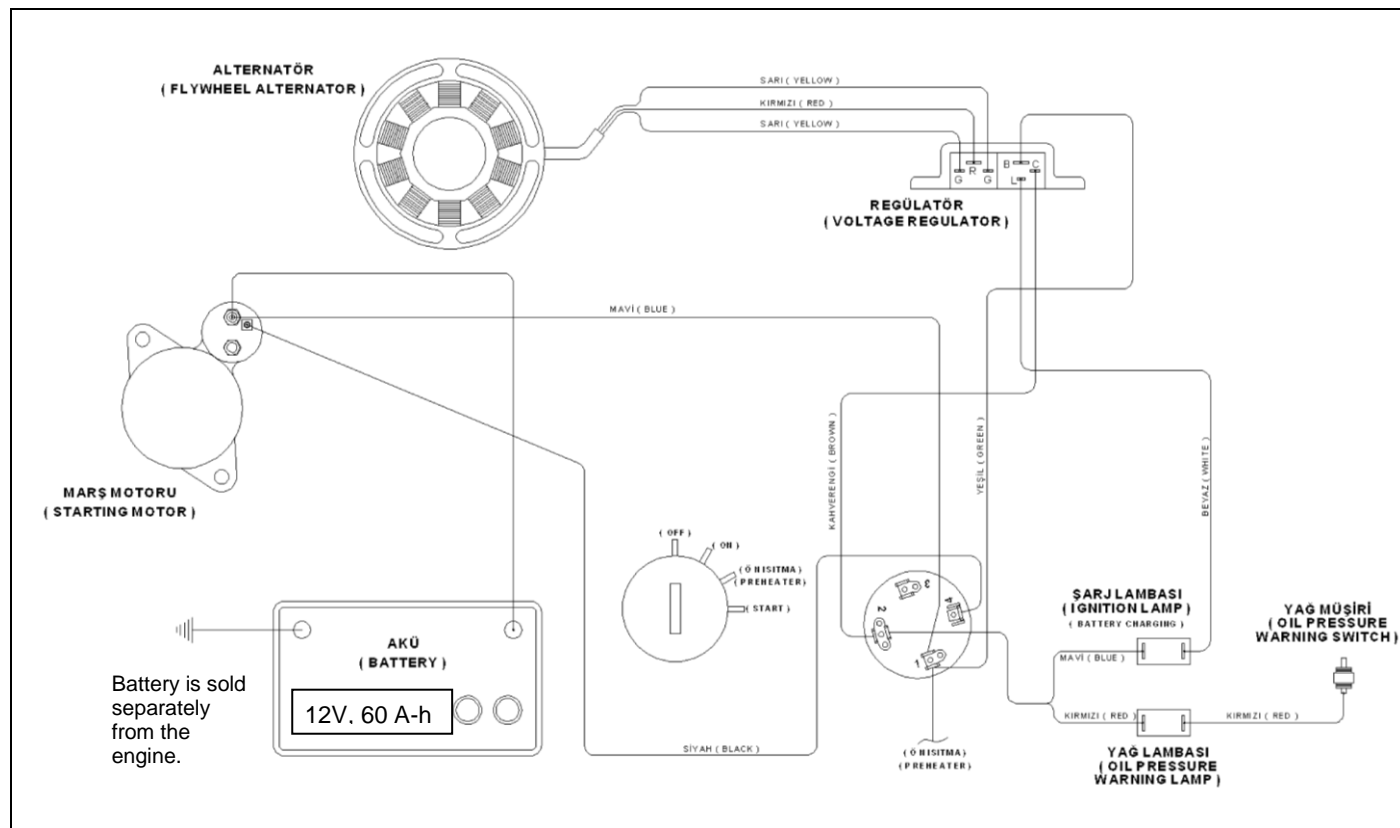 ALTERNATÖR
( FLYWHEEL ALTERNATOR )
SARI ( YELLOW )
KIRMIZI ( RED )
SARI ( YELLOW )
G
R
G
B
C
L
REGÜLATÖR
( VOLTAGE REGULATOR )
MAVİ ( BLUE )
MARŞ MOTORU
( STARTING MOTOR )
KAHVERENGİ ( BROWN )
YEŞİL ( GREEN )
BEYAZ ( WHITE )
( OFF )
( ON )
( Ö N ISITMA )
( PREHEATER )
( START )
3
4
2
1
ŞARJ LAMBASI
( IGNITION LAMP )
( BATTERY CHARGING )
MAVİ ( BLUE )
YAĞ MÜŞİRİ
( OIL PRESSURE
WARNING SWITCH )
KIRMIZI ( RED )
KIRMIZI ( RED )
YAĞ LAMBASI
( OIL PRESSURE
WARNING LAMP )
( Ö N ISITMA )
( PREHEATER )
SİYAH ( BLACK )
AKÜ
( BATTERY )
12V, 60 A-h
Battery is sold
separately
from the
engine.